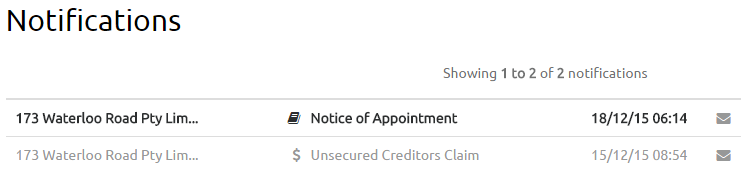 Notifications
Showing 1 to 2 of 2 notifications
173 Waterloo Road Pty Lim... Notice of Appointment 18/12/15 06:14
173 Waterloo Road Pty Lim... $ Unsecured Creditors Claim 15/12/15 08:54